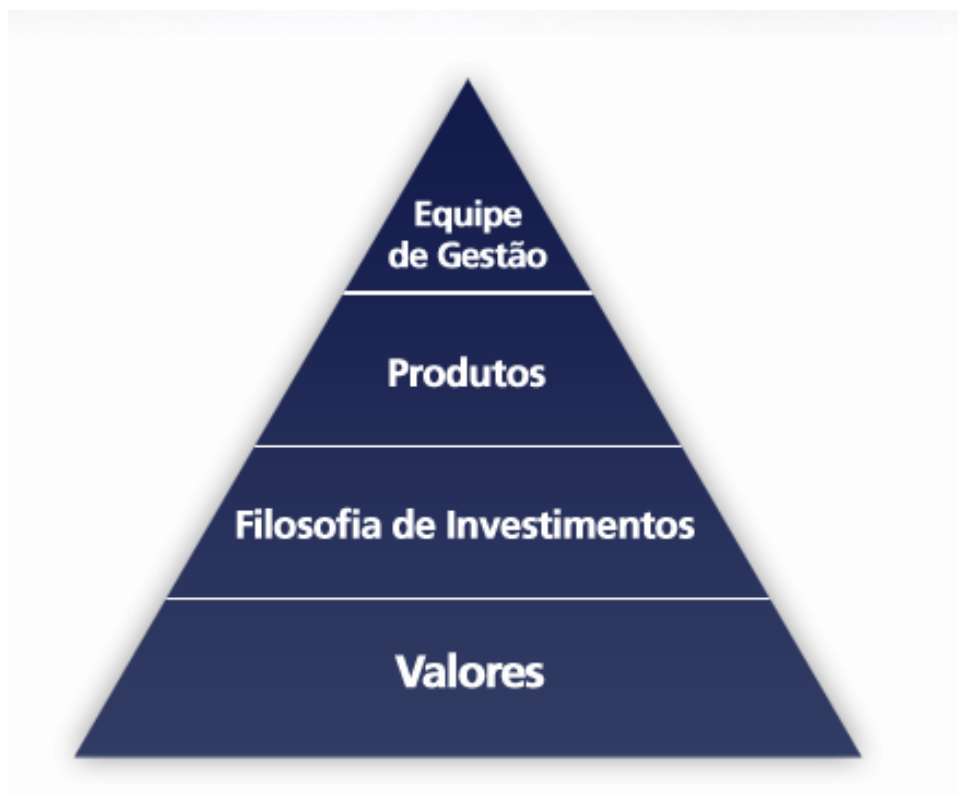 Equipe
de Gestão
Produtos
Filosofia de Investimentos
Valores